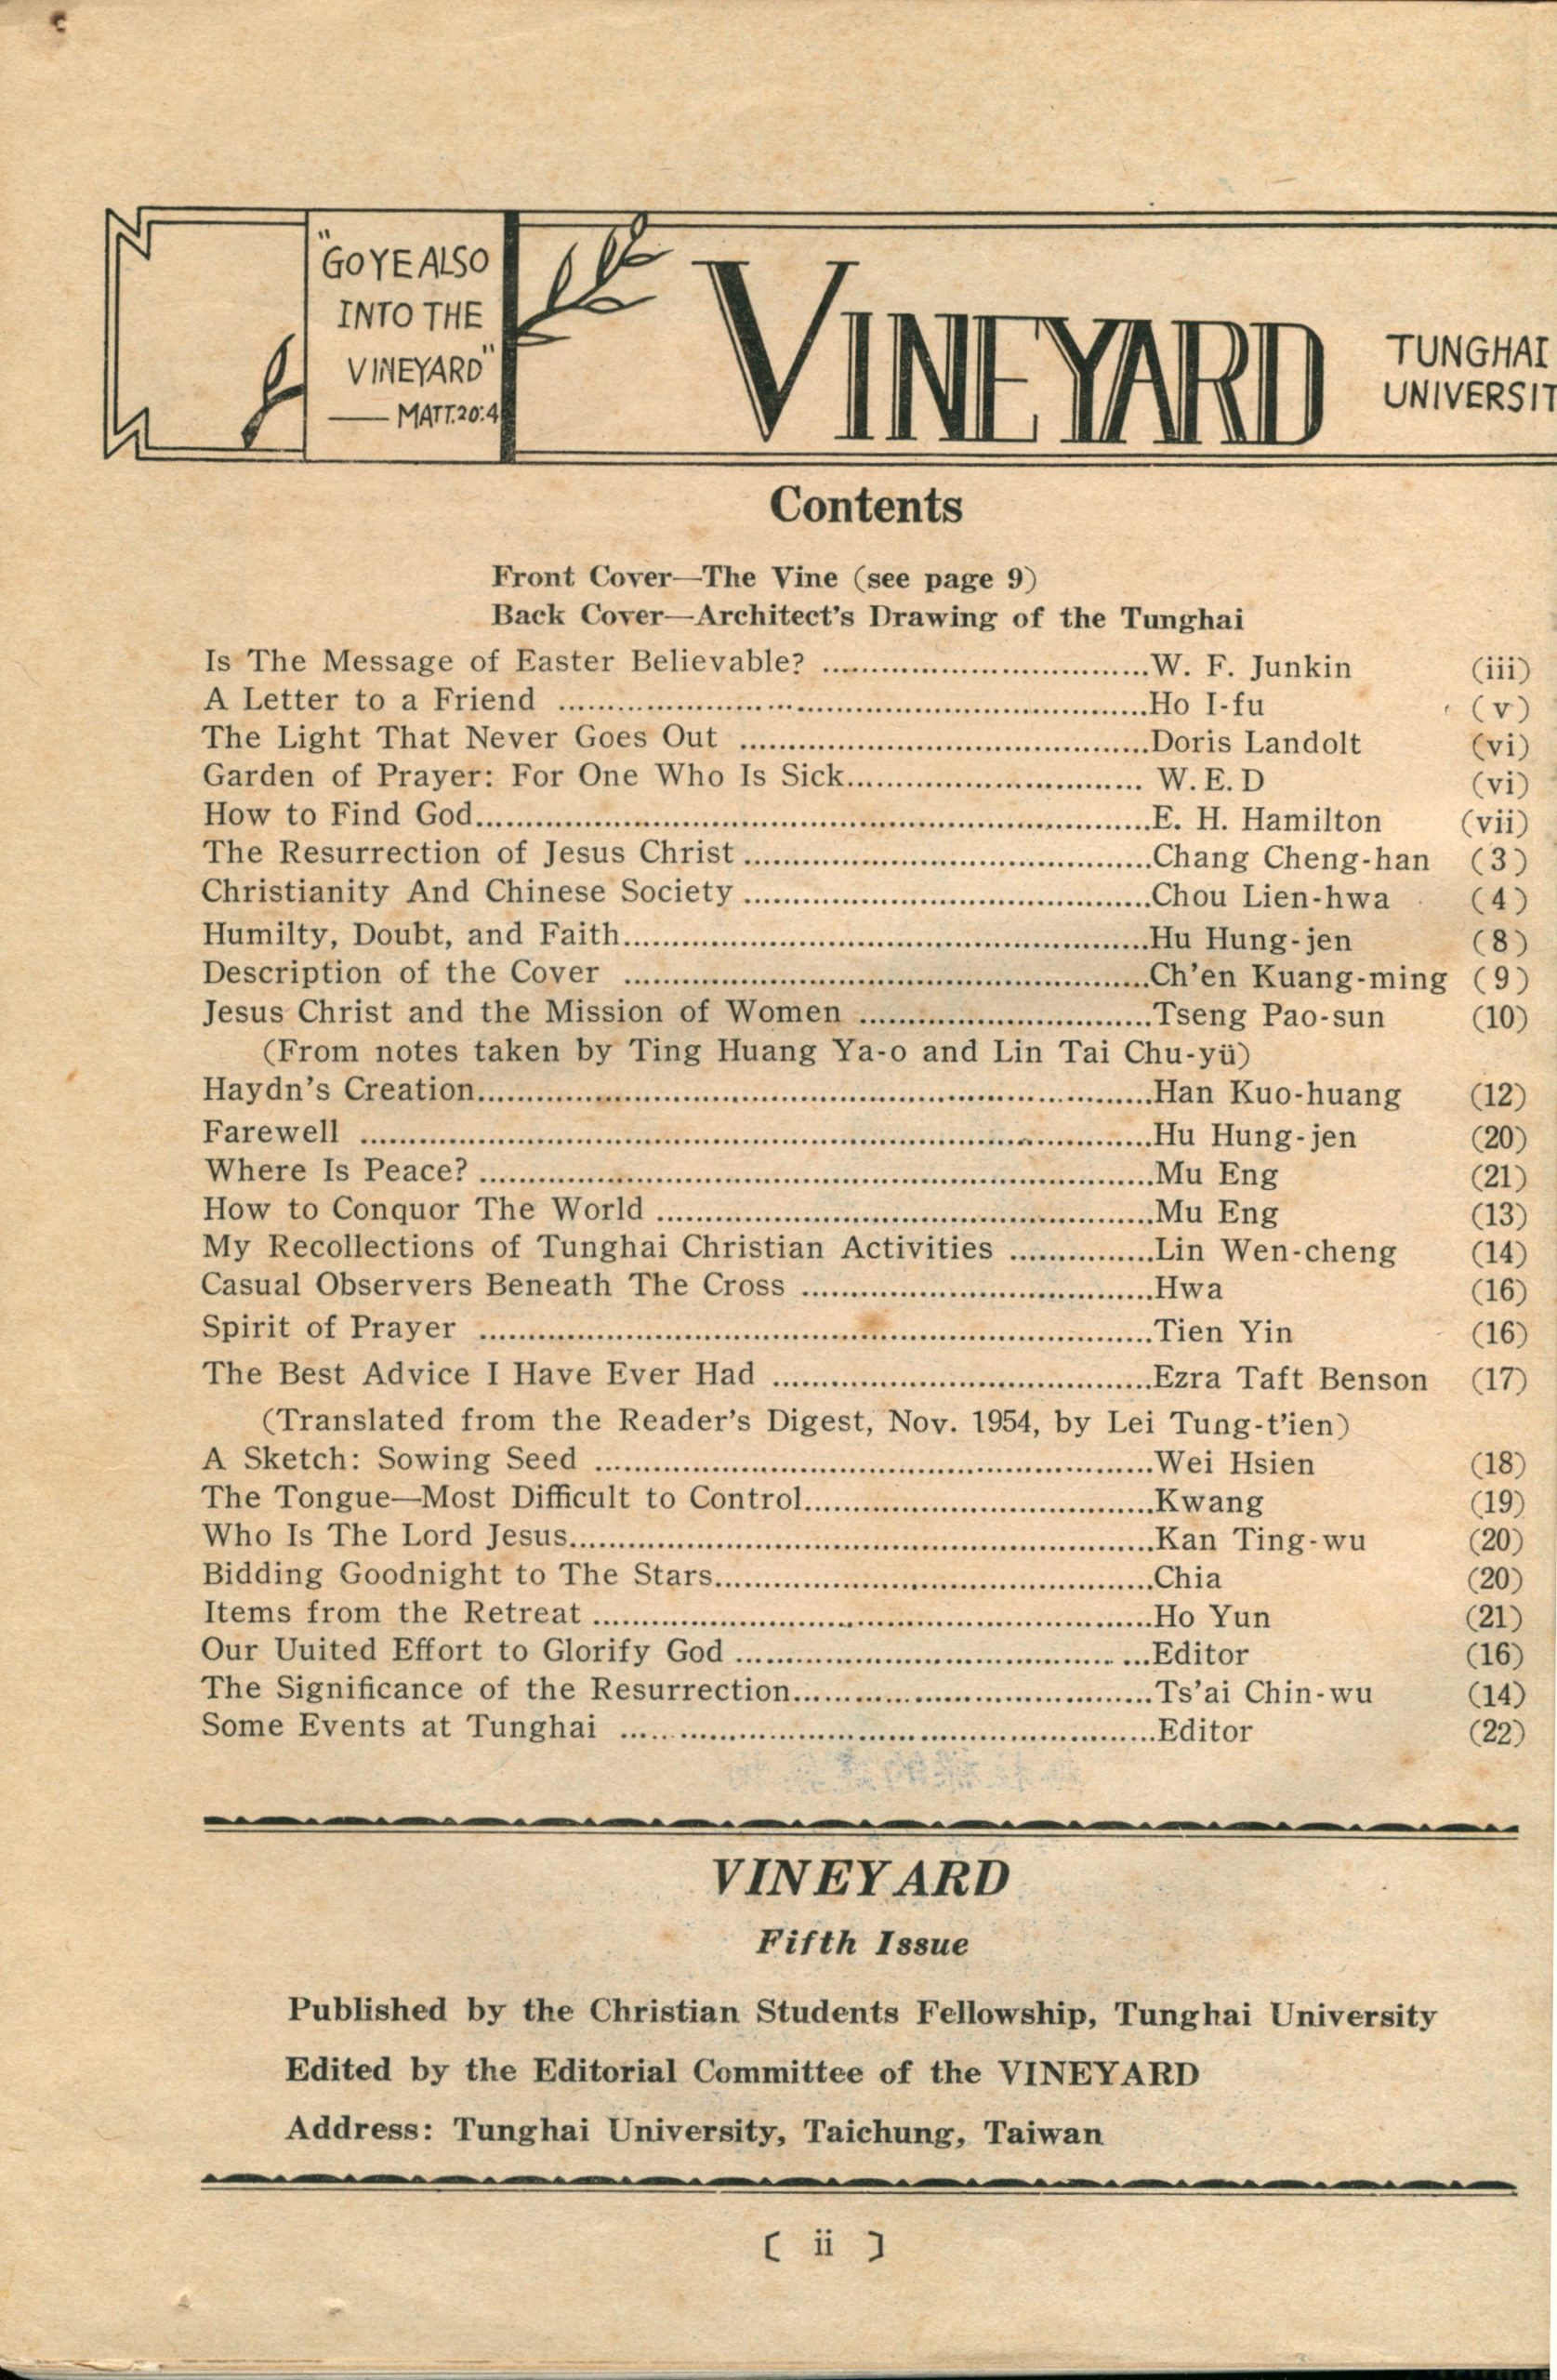 "GO YE ALSO
INTO THE
VINEYARD"
— MATT.20:4
VINEYARD
TUNGHAI
UNIVERSIT
Contents
Front Cover—The Vine (see page 9)
Back Cover—Architect's Drawing of the Tunghai
Is The Message of Easter Believable? ....................W. F. Junkin (iii)
A Letter to a Friend ....................Ho I-fu (v)
The Light That Never Goes Out ....................Doris Landolt (vi)
Garden of Prayer: For One Who Is Sick.................... W. E. D (vi)
How to Find God....................E. H. Hamilton (vii)
The Resurrection of Jesus Christ ....................Chang Cheng-han (3)
Christianity And Chinese Society ....................Chou Lien-hwa (4)
Humilty, Doubt, and Faith....................Hu Hung-jen (8)
Description of the Cover ....................Ch'en Kuang-ming (9)
Jesus Christ and the Mission of Women ....................Tseng Pao-sun (10)
(From notes taken by Ting Huang Ya-o and Lin Tai Chu-yü)
Haydn's Creation....................Han Kuo-huang (12)
Farewell ....................Hu Hung-jen (20)
Where Is Peace? ....................Mu Eng (21)
How to Conquor The World ....................Mu Eng (13)
My Recollections of Tunghai Christian Activities ...............Lin Wen-cheng (14)
Casual Observers Beneath The Cross ....................Hwa (16)
Spirit of Prayer ....................Tien Yin (16)
The Best Advice I Have Ever Had ....................Ezra Taft Benson (17)
(Translated from the Reader's Digest, Nov. 1954, by Lei Tung-t'ien)
A Sketch: Sowing Seed ....................Wei Hsien (18)
The Tongue—Most Difficult to Control....................Kwang (19)
Who Is The Lord Jesus....................Kan Ting-wu (20)
Bidding Goodnight to The Stars....................Chia (20)
Items from the Retreat ....................Ho Yun (21)
Our Uuited Effort to Glorify God ....................Editor (16)
The Significance of the Resurrection....................Ts'ai Chin-wu (14)
Some Events at Tunghai ....................Editor (22)
VINEYARD
Fifth Issue
Published by the Christian Students Fellowship, Tunghai University
Edited by the Editorial Committee of the VINEYARD
Address: Tunghai University, Taichung, Taiwan
[ ii ]